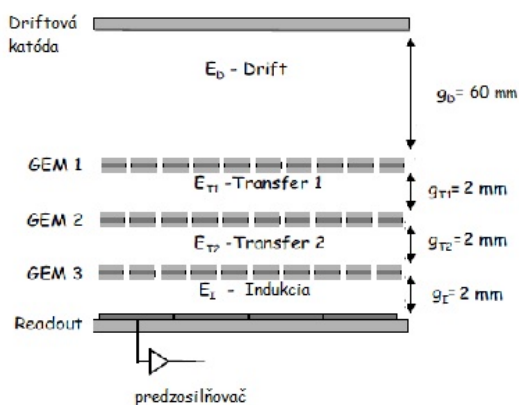 Driftová
katóda
E_D - Drift
g_D= 60 mm
GEM 1
E_T1 -Transfer 1
g_T1= 2 mm
GEM 2
E_T2-Transfer 2
g_T2= 2 mm
GEM 3
E_I - Indukcia
g_I= 2 mm
Readout
predzosilňovač